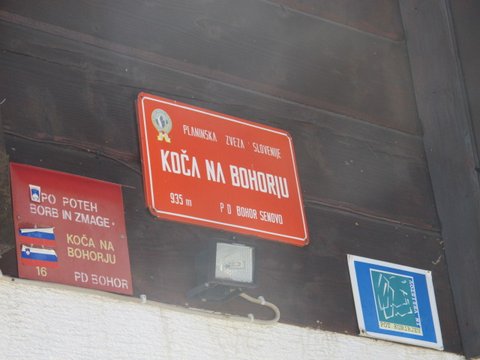 PO POTEH
BORB IN ZMAGE
KOČA NA
BOHORJU
16
PD BOHOR
PLANINSKA ZVEZA SLOVENIJE
KOČA NA BOHORJU
935 m
P D BOHOR SENOVO